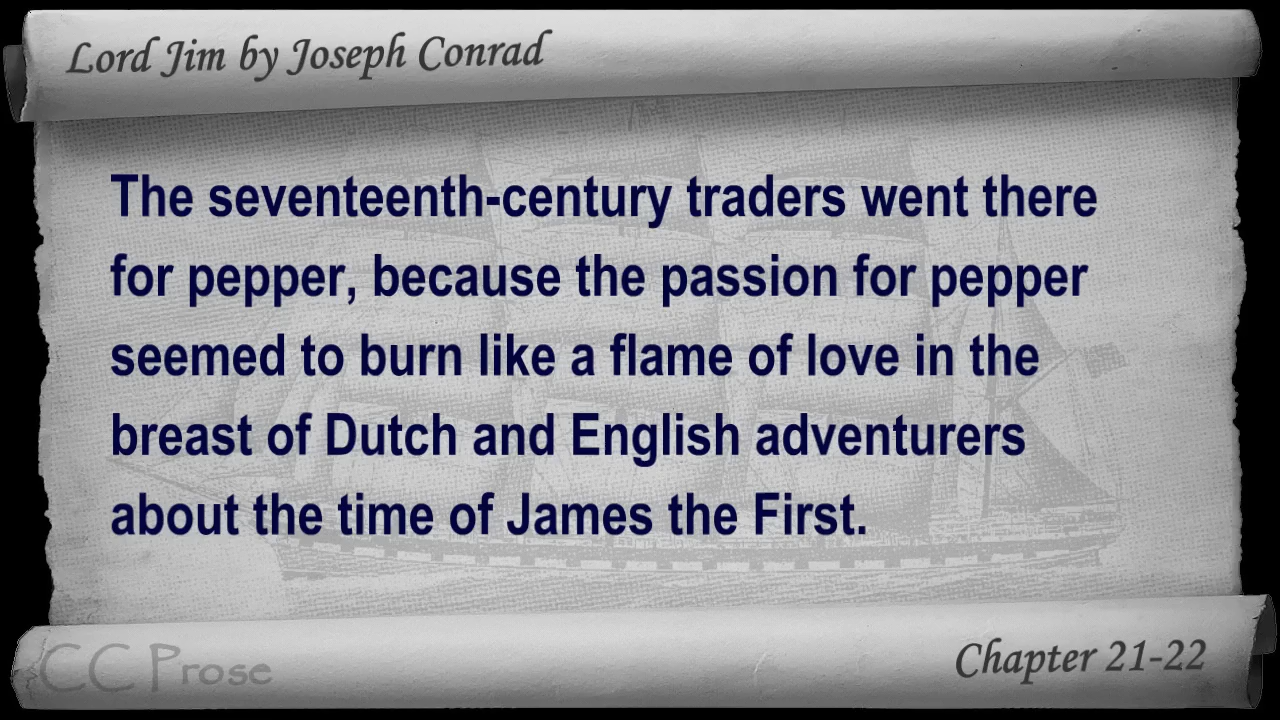 Lord Jim by Joseph Conrad
The seventeenth-century traders went there
for pepper, because the passion for pepper
seemed to burn like a flame of love in the
breast of Dutch and English adventurers
about the time of James the First.
CC Prose
Chapter 21-22